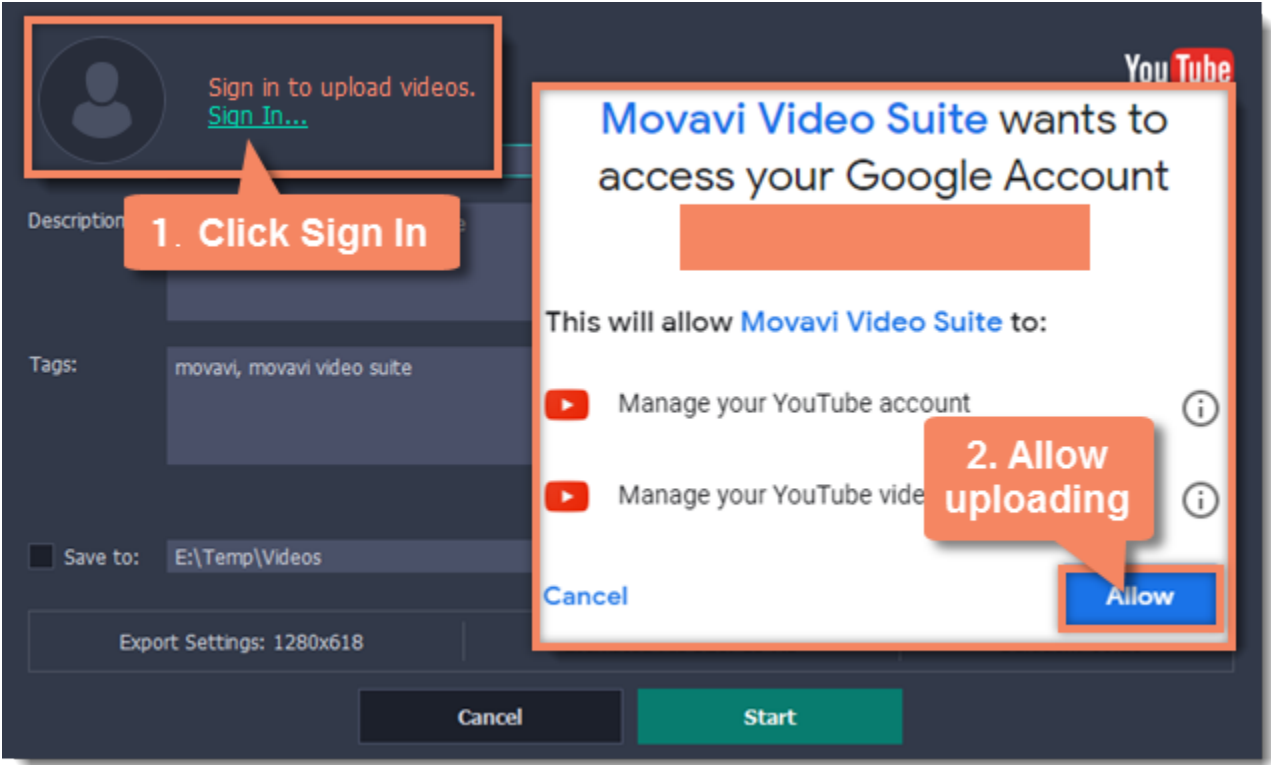 Sign in to upload videos.
Sign In...
1. Click Sign In
YouTube
Movavi Video Suite wants to
access your Google Account
This will allow Movavi Video Suite to:
Manage your YouTube account
Manage your YouTube
2. Allow
uploading
Cancel
Allow
Description
Tags:
movavi, movavi video suite
Save to:
E:\Temp\Videos
Export Settings: 1280x618
Cancel
Start